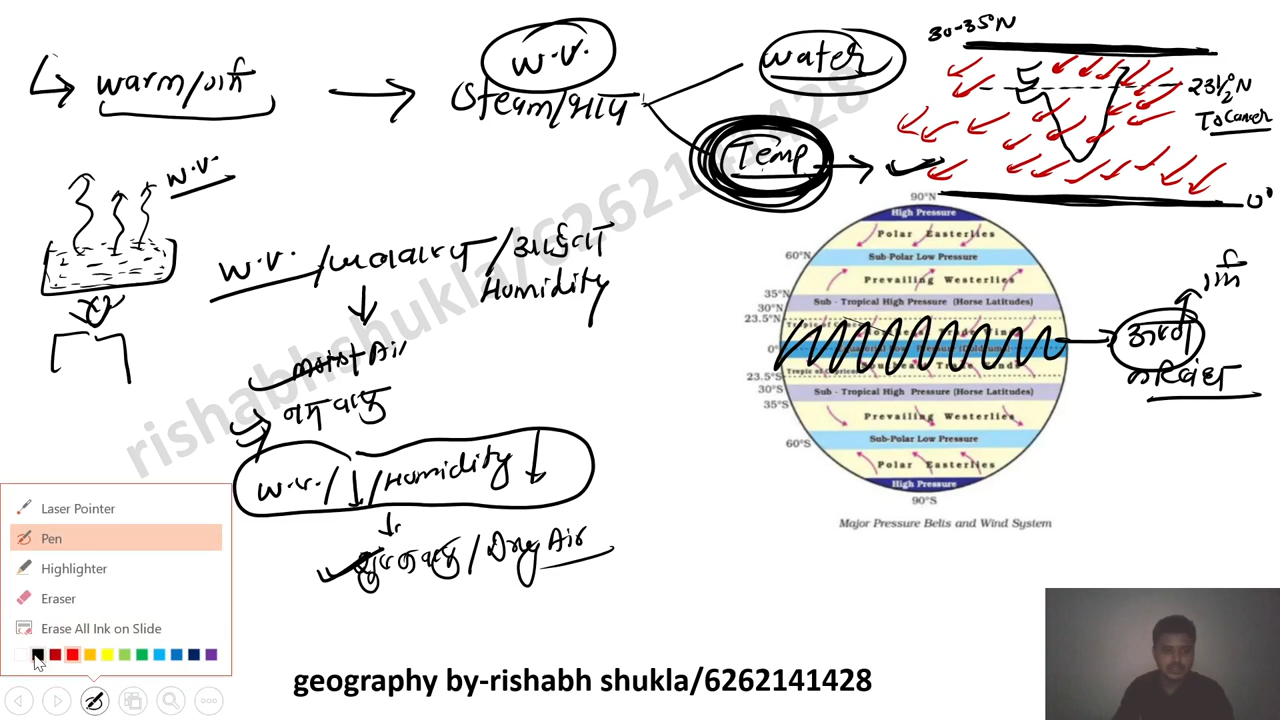 warm/गर्म
W.V.
Steam/भाप
water
Temp
30-35°N
23½°N
To Cancer
0°
W.V.
W.V. /जलवाष्प /आर्द्रता
Humidity
Moist Air
नम वायु
W.V./↓/Humidity ↓
शुष्क वायु / Dry Air
90°N
High Pressure
Polar Easterlies
60°N
Sub-Polar Low Pressure
Prevailing Westerlies
35°N
Sub - Tropical High Pressure (Horse Latitudes)
30°N
23.5°N
0°
23.5°S
30°S
Sub - Tropical High Pressure (Horse Latitudes)
35°S
Prevailing Westerlies
60°S
Sub-Polar Low Pressure
Polar Easterlies
High Pressure
90°S
Major Pressure Belts and Wind System
rishabhshukla/6262141428
Laser Pointer
Pen
Highlighter
Eraser
Erase All Ink on Slide
geography by-rishabh shukla/6262141428